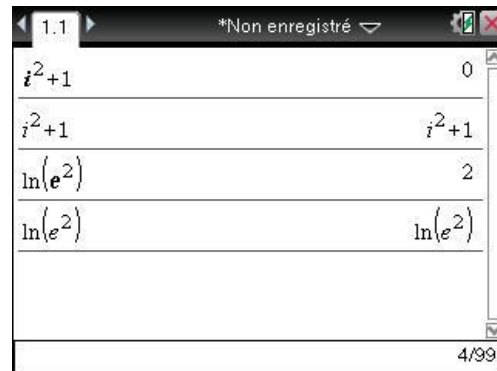 1.1 *Non enregistré
i²+1 0
i²+1 i²+1
ln(e²) 2
ln(e²) ln(e²)
4/99